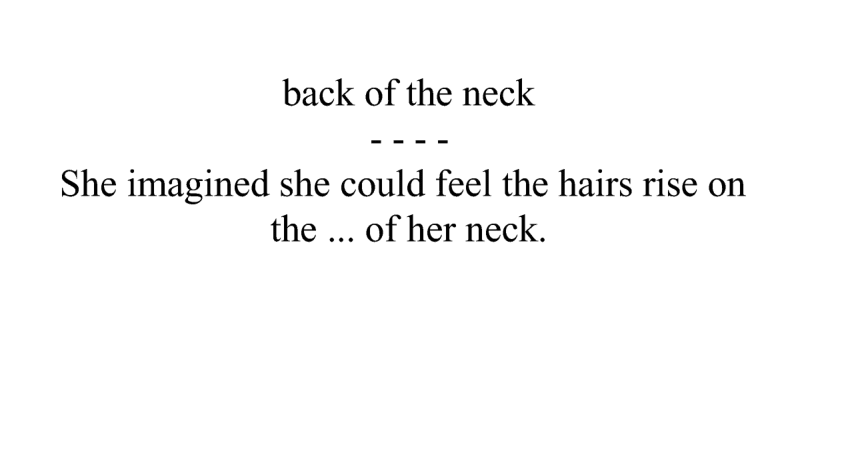 back of the neck
- - - -
She imagined she could feel the hairs rise on
the ... of her neck.